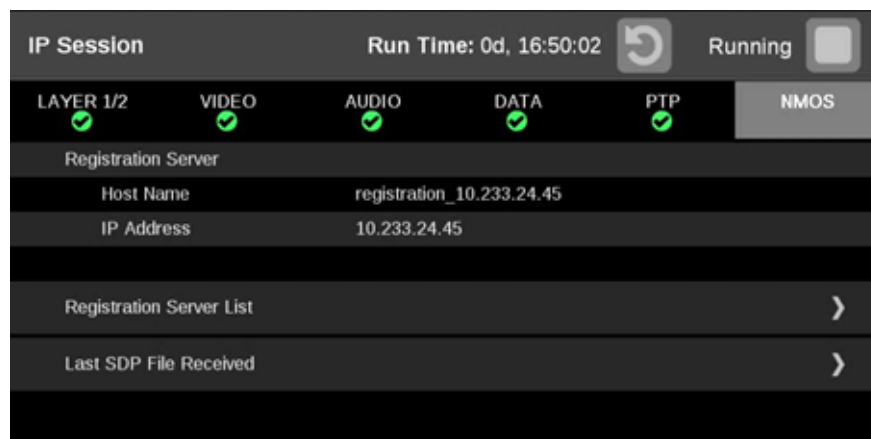 IP Session Run Time: 0d, 16:50:02 Running
LAYER 1/2 VIDEO AUDIO DATA PTP NMOS
Registration Server
Host Name registration_10.233.24.45
IP Address 10.233.24.45
Registration Server List
Last SDP File Received